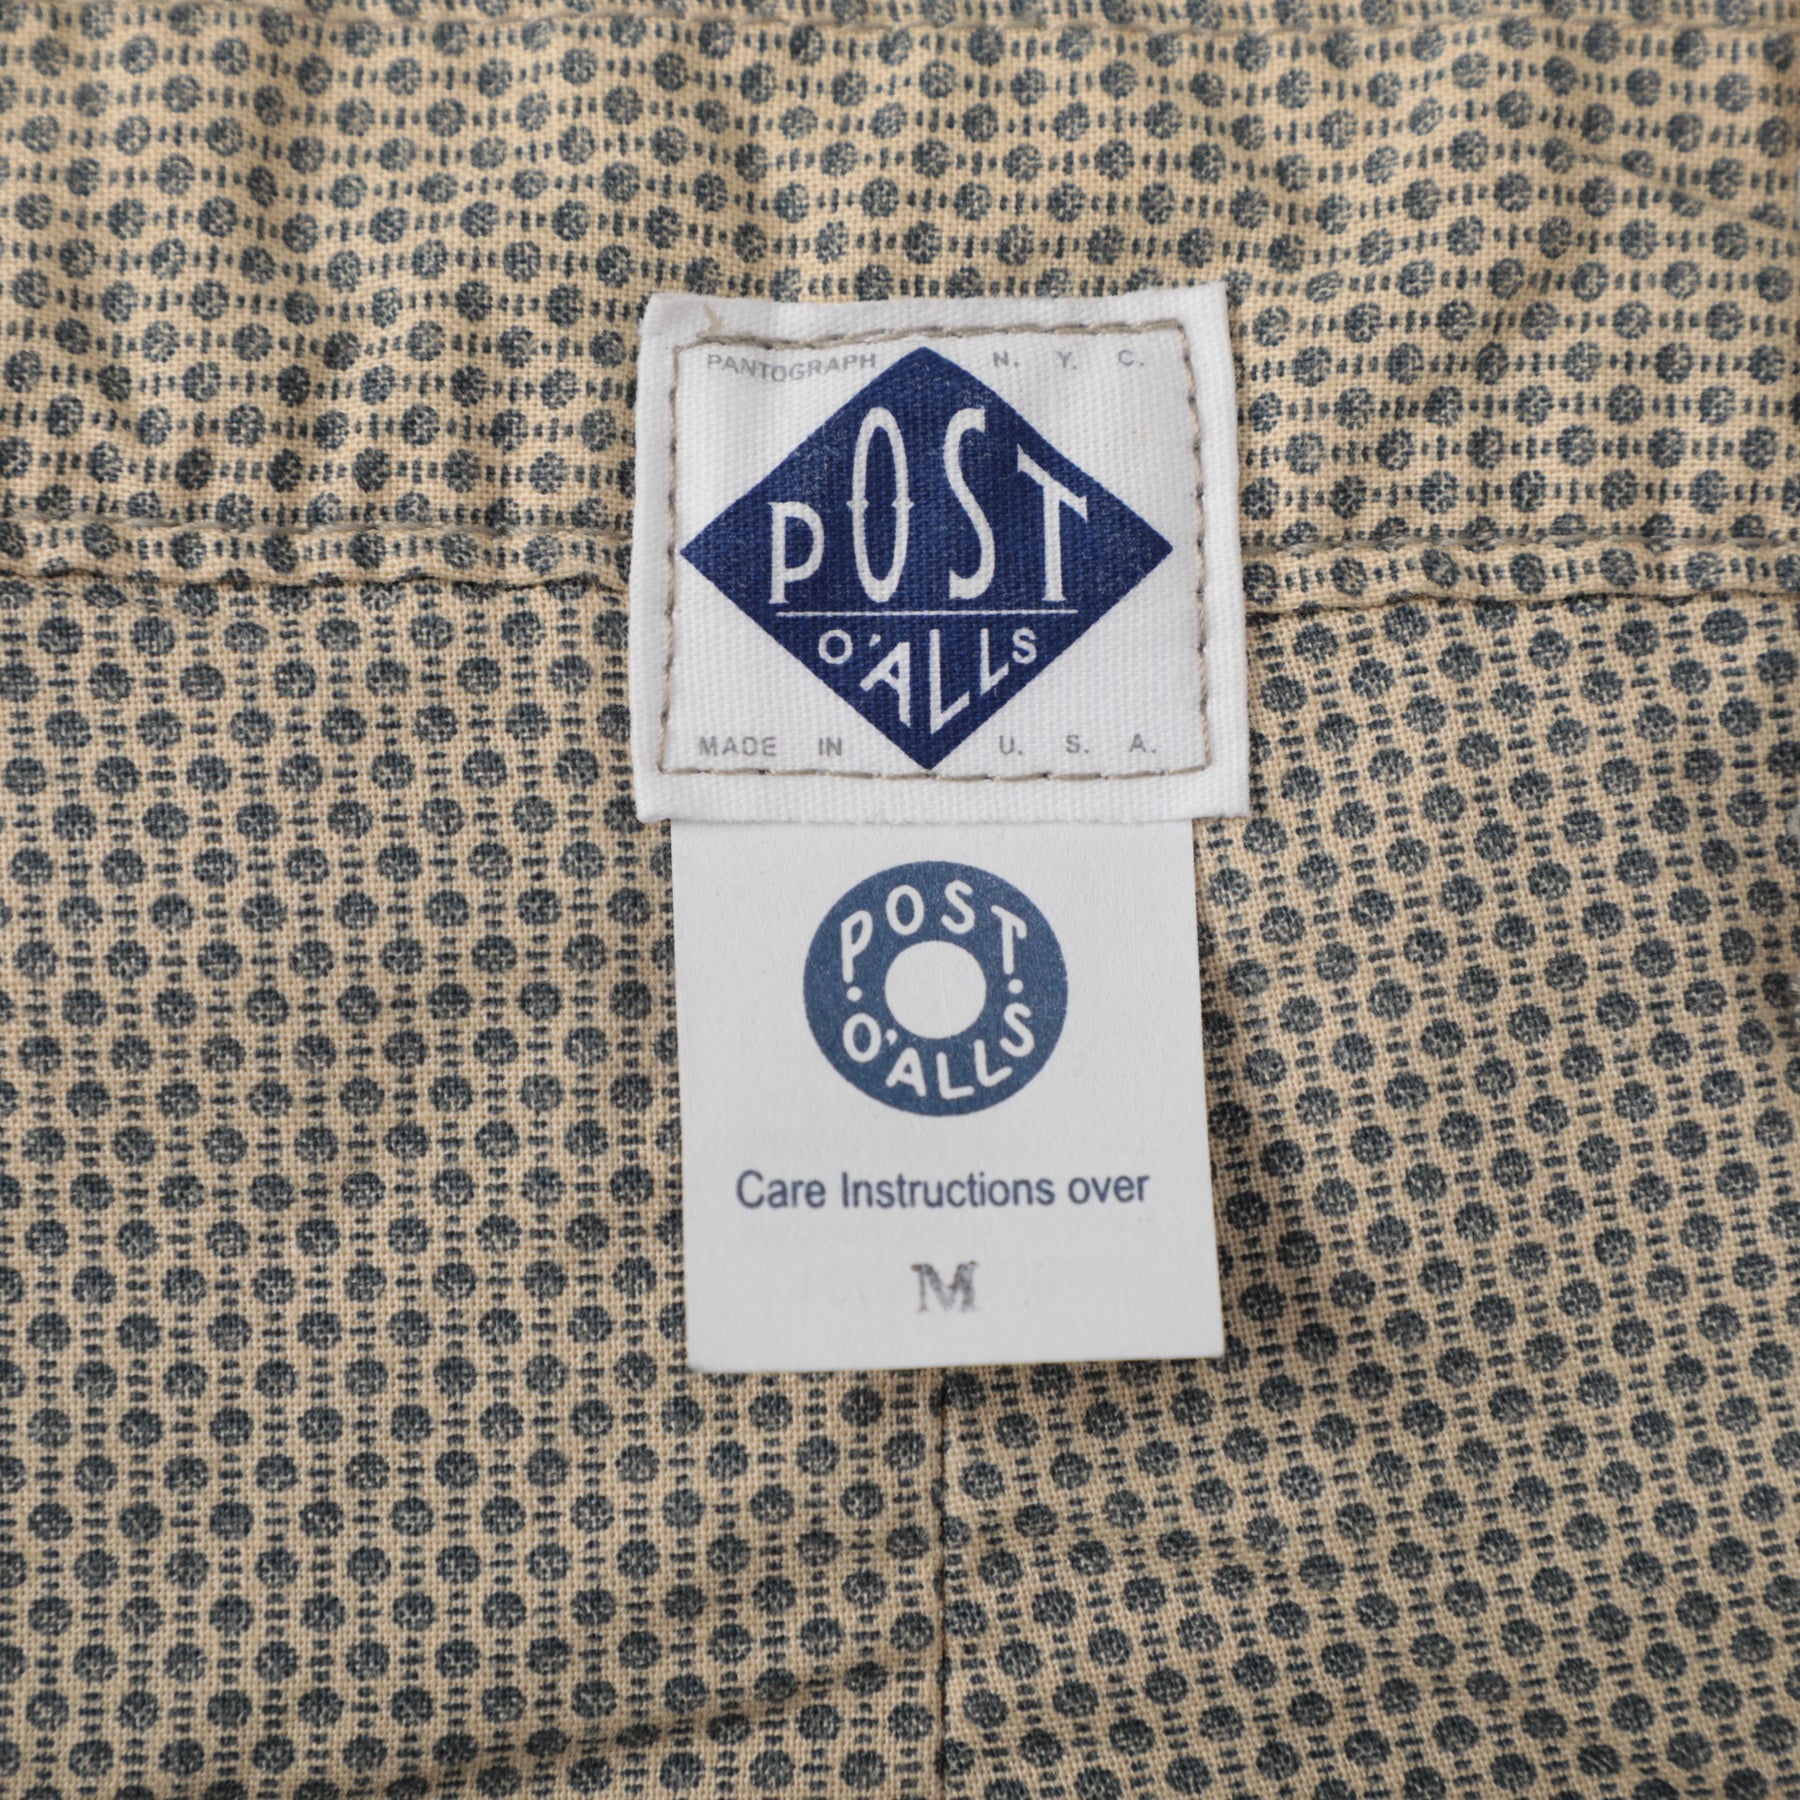 PANTOGRAPH N. Y. C.
POST
O'ALLS
MADE IN U. S. A.
POST
O'ALLS
Care Instructions over
M